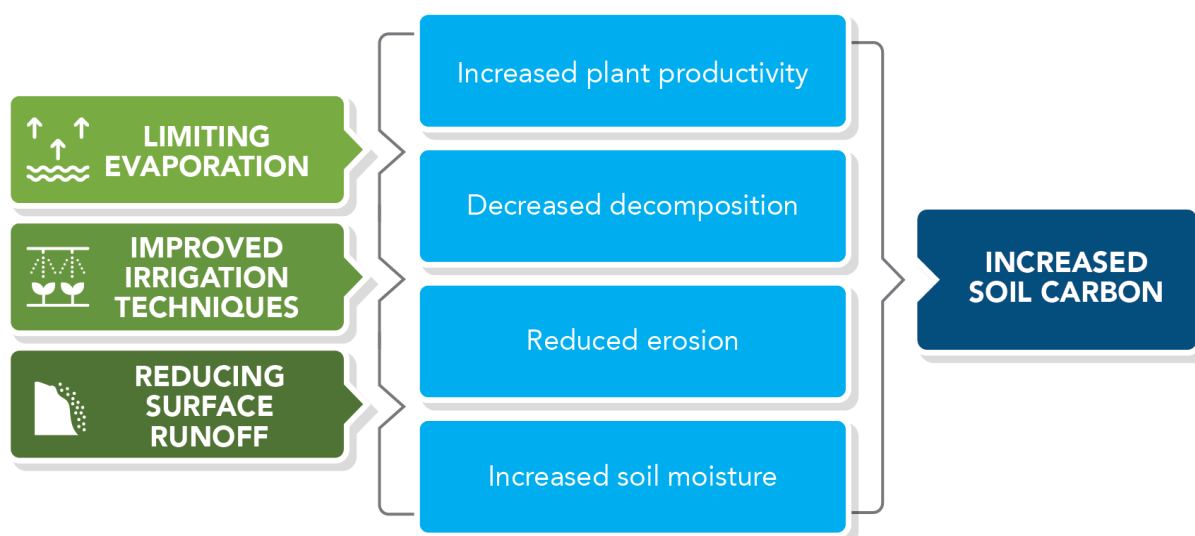 LIMITING
EVAPORATION
IMPROVED
IRRIGATION
TECHNIQUES
REDUCING
SURFACE
RUNOFF
Increased plant productivity
Decreased decomposition
Reduced erosion
Increased soil moisture
INCREASED
SOIL CARBON